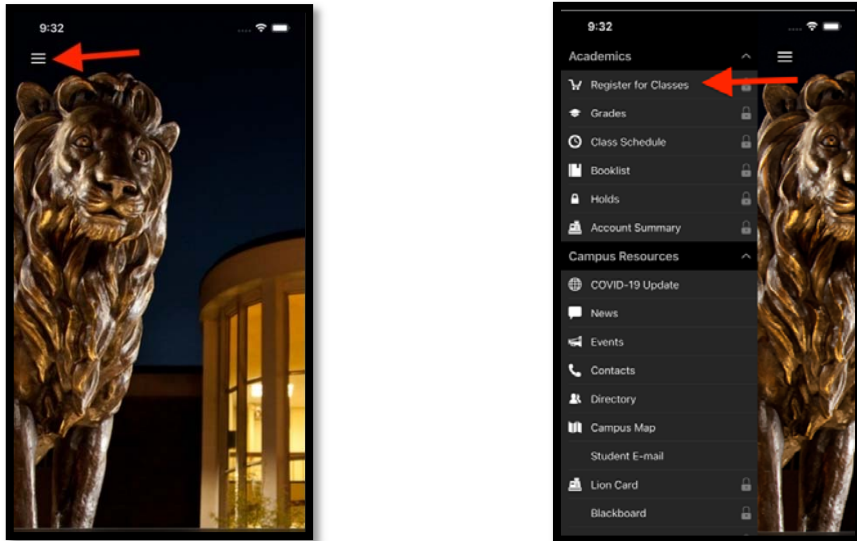 9:32
9:32
Academics
Register for Classes
Grades
Class Schedule
Booklist
Holds
Account Summary
Campus Resources
COVID-19 Update
News
Events
Contacts
Directory
Campus Map
Student E-mail
Lion Card
Blackboard